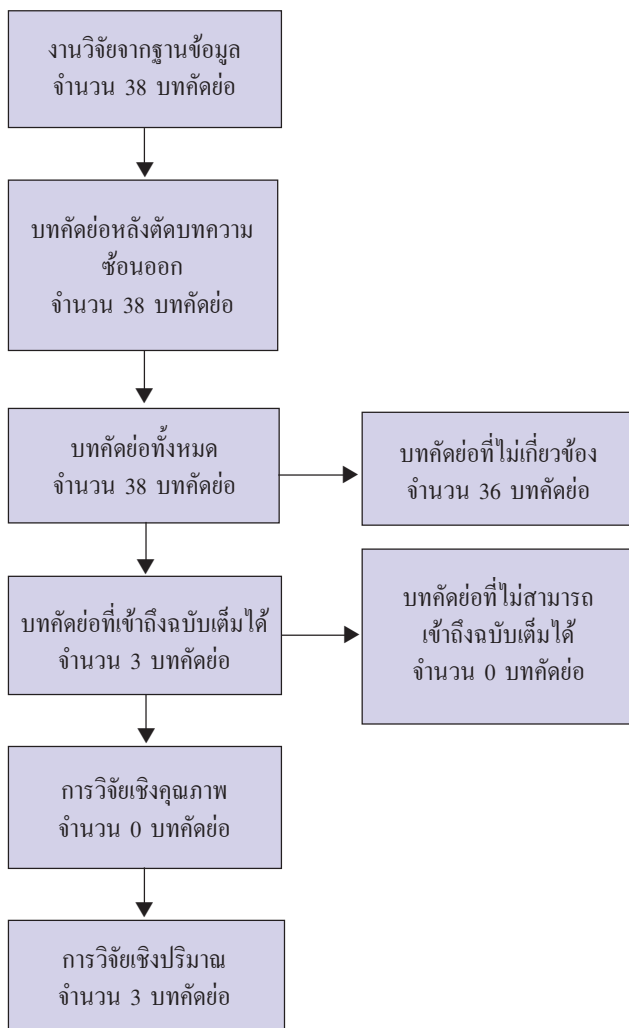 งานวิจัยจากฐานข้อมูล
จำนวน 38 บทคัดย่อ
บทคัดย่อหลังตัดบทความ
ซ้อนออก
จำนวน 38 บทคัดย่อ
บทคัดย่อทั้งหมด
จำนวน 38 บทคัดย่อ
บทคัดย่อที่ไม่เกี่ยวข้อง
จำนวน 36 บทคัดย่อ
บทคัดย่อที่เข้าถึงฉบับเต็มได้
จำนวน 3 บทคัดย่อ
บทคัดย่อที่ไม่สามารถ
เข้าถึงฉบับเต็มได้
จำนวน 0 บทคัดย่อ
การวิจัยเชิงคุณภาพ
จำนวน 0 บทคัดย่อ
การวิจัยเชิงปริมาณ
จำนวน 3 บทคัดย่อ